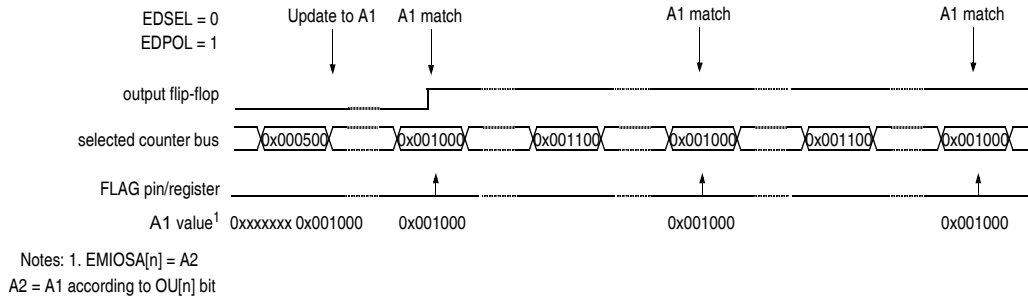 EDSEL = 0
EDPOL = 1
Update to A1 A1 match A1 match A1 match
output flip-flop
selected counter bus 0x000500 0x001000 0x001100 0x001000 0x001100 0x001000
FLAG pin/register
A1 value1 0xxxxxxx 0x001000 0x001000 0x001000 0x001000
Notes: 1. EMIOSA[n] = A2
A2 = A1 according to OU[n] bit